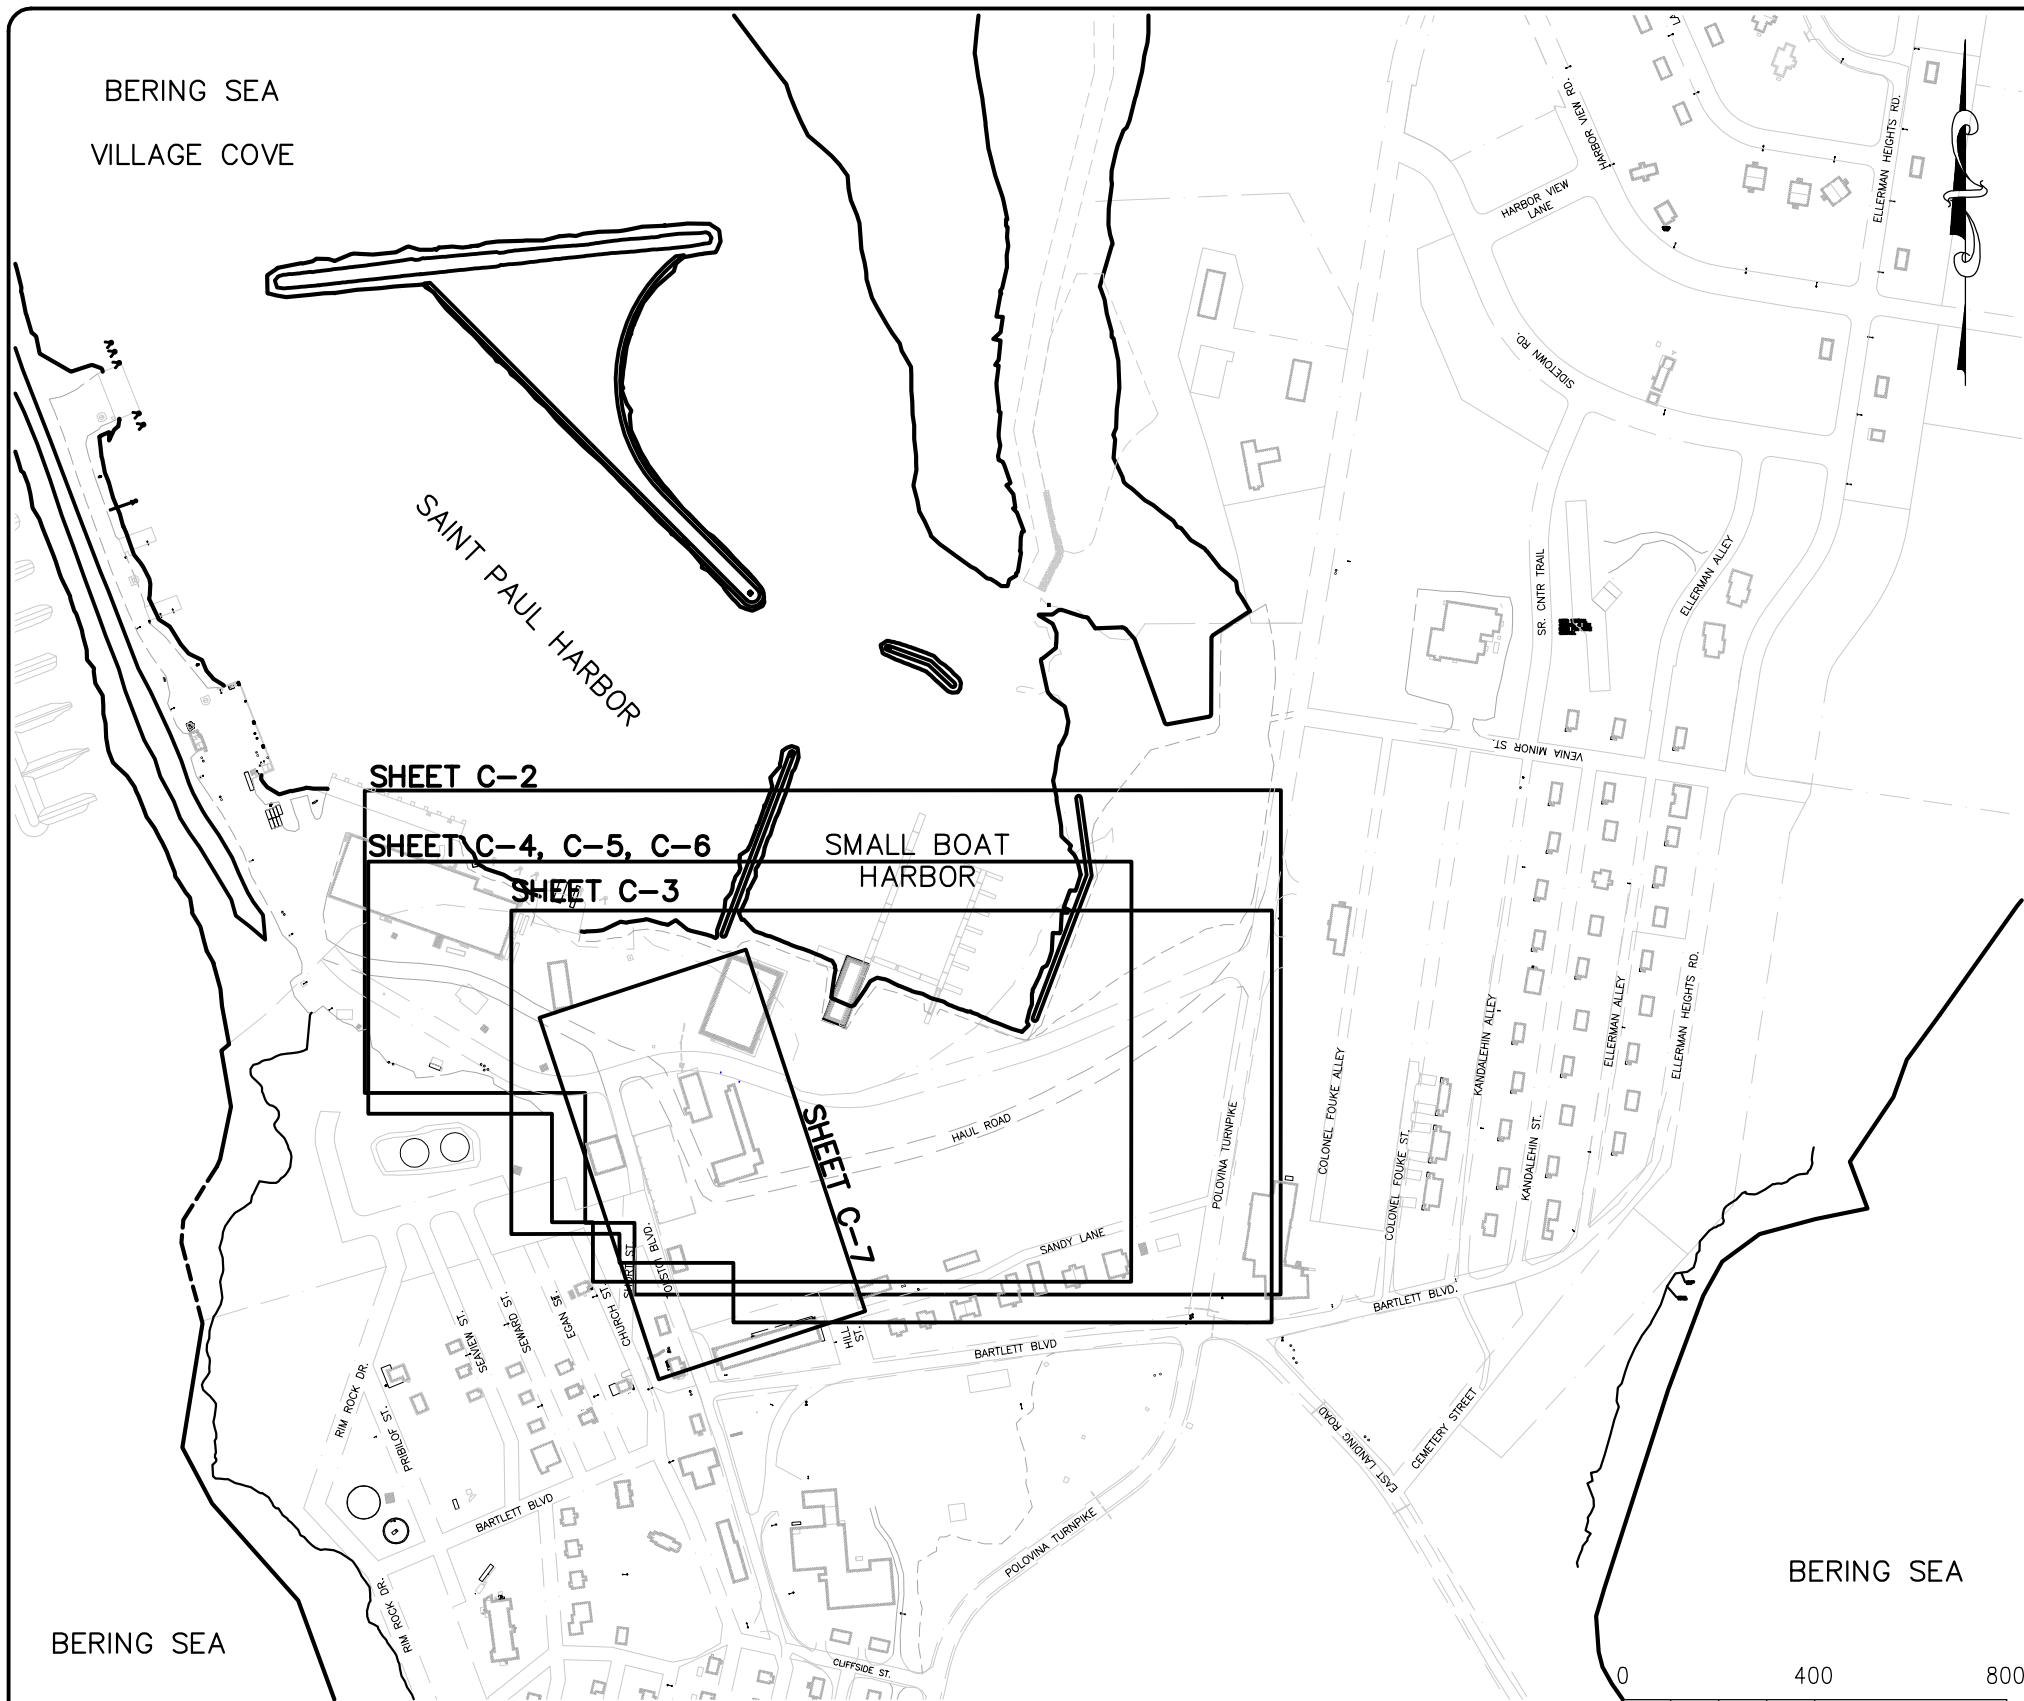 BERING SEA
VILLAGE COVE
HARBOR VIEW RD.
ELLERMAN HEIGHTS RD.
HARBOR VIEW
LANE
SIDETOWN RD.
SAINT PAUL HARBOR
SR. CNTR TRAIL
ELLERMAN ALLEY
VENIA MINOR ST.
SHEET C-2
SHEET C-4, C-5, C-6
SMALL BOAT
HARBOR
SHEET C-3
SHEET C-7
HAUL ROAD
POLOVINA TURNPIKE
COLONEL FOUKE ALLEY
COLONEL FOUKE ST.
KANDALEHIN ALLEY
KANDALEHIN ST.
ELLERMAN ALLEY
ELLERMAN HEIGHTS RD.
SANDY LANE
TOLSTOI BLVD.
SHORT ST.
CHURCH ST.
EGAN ST.
SEWARD ST.
SEAVIEW ST.
HILL
ST.
BARTLETT BLVD.
BARTLETT BLVD
RIM ROCK DR.
PRIBILOF ST.
EAST LANDING ROAD
CEMETERY STREET
BARTLETT BLVD
POLOVINA TURNPIKE
RIM ROCK DR.
CLIFFSIDE ST.
BERING SEA
BERING SEA
0 400 800